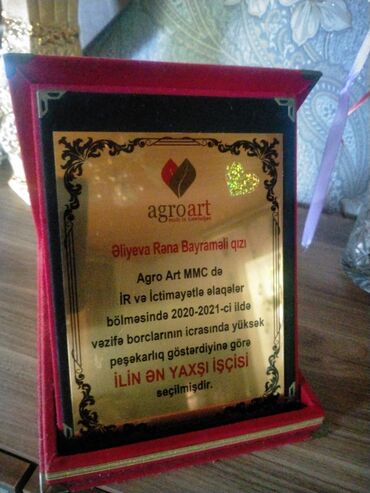 agroart
Əliyeva Rəna Bayraməli qızı
Agro Art MMC də
İR və İctimayətlə əlaqələr
bölməsində 2020-2021-ci ildə
vəzifə borclarının icrasında yüksək
peşəkarlıq göstərdiyinə görə
İLİN ƏN YAXŞI İŞÇİSİ
seçilmişdir.